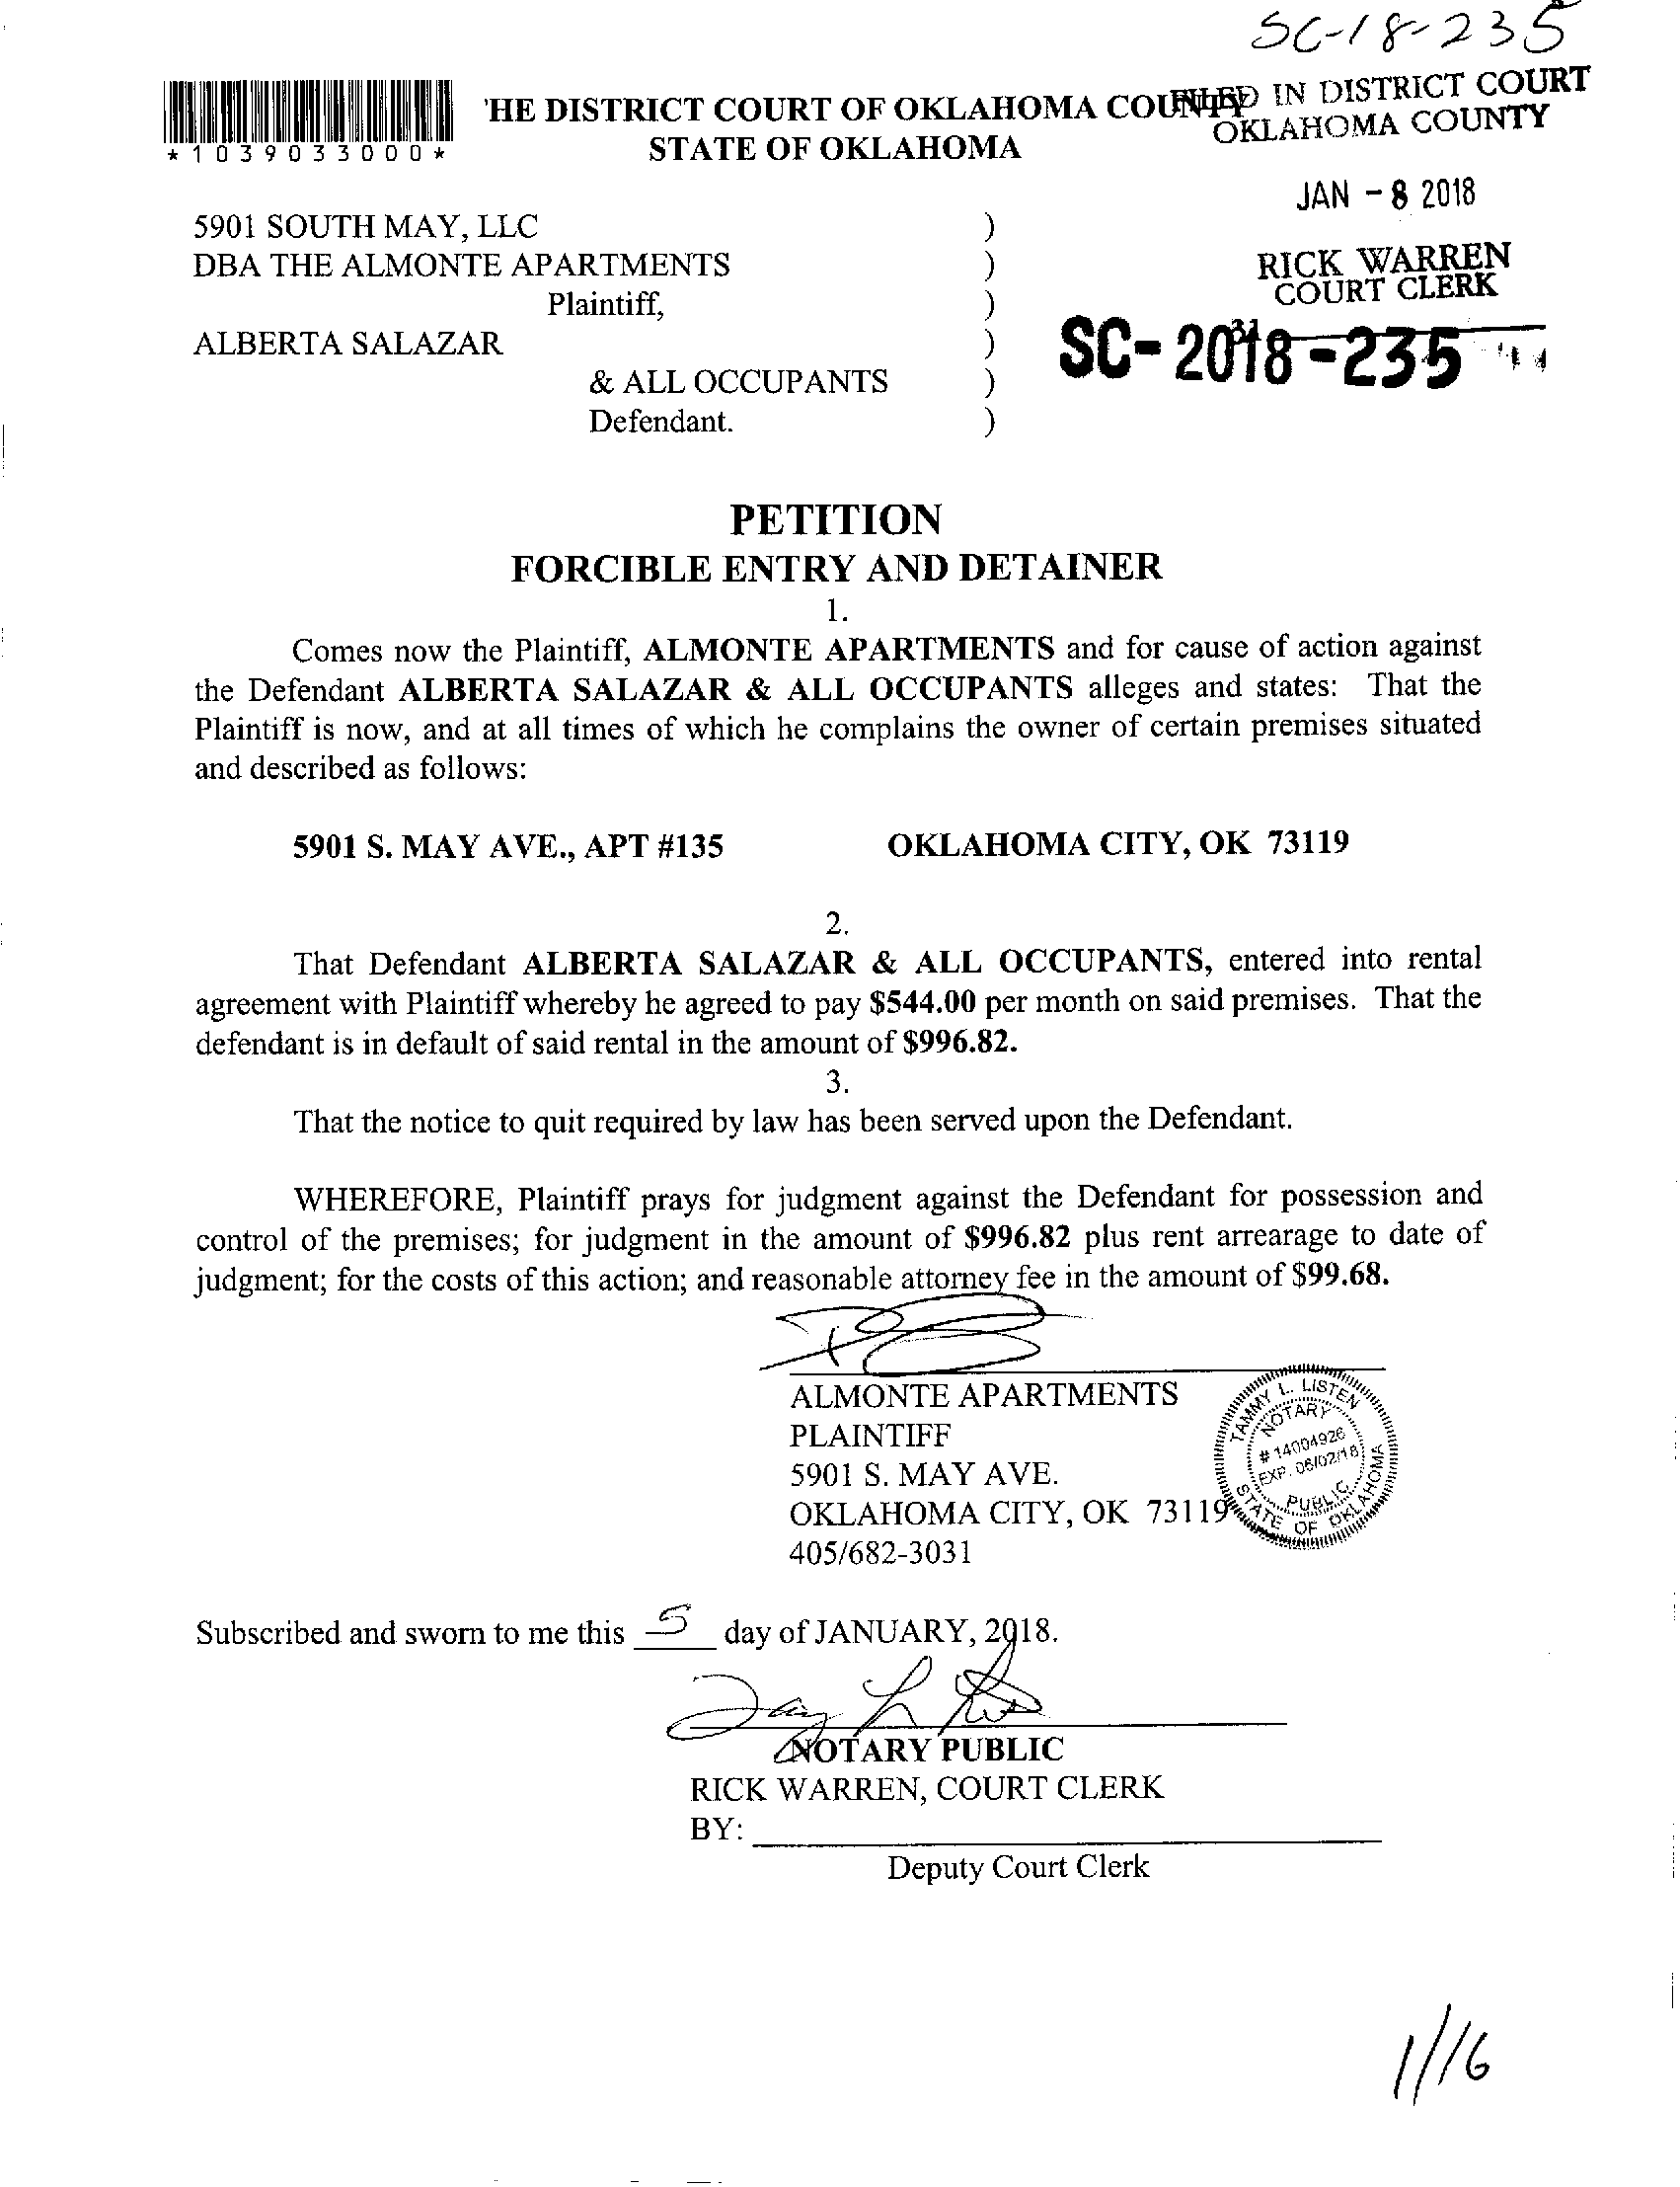 SC-18-235
'HE DISTRICT COURT OF OKLAHOMA COUNTY
STATE OF OKLAHOMA
FILED IN DISTRICT COURT
OKLAHOMA COUNTY
*1039033000*
JAN - 8 2018
RICK WARREN
COURT CLERK
31
SC-2018-235
5901 SOUTH MAY, LLC )
DBA THE ALMONTE APARTMENTS )
Plaintiff, )
ALBERTA SALAZAR )
& ALL OCCUPANTS )
Defendant. )
PETITION
FORCIBLE ENTRY AND DETAINER
1.
Comes now the Plaintiff, ALMONTE APARTMENTS and for cause of action against
the Defendant ALBERTA SALAZAR & ALL OCCUPANTS alleges and states: That the
Plaintiff is now, and at all times of which he complains the owner of certain premises situated
and described as follows:
5901 S. MAY AVE., APT #135 OKLAHOMA CITY, OK 73119
2.
That Defendant ALBERTA SALAZAR & ALL OCCUPANTS, entered into rental
agreement with Plaintiff whereby he agreed to pay $544.00 per month on said premises. That the
defendant is in default of said rental in the amount of $996.82.
3.
That the notice to quit required by law has been served upon the Defendant.
WHEREFORE, Plaintiff prays for judgment against the Defendant for possession and
control of the premises; for judgment in the amount of $996.82 plus rent arrearage to date of
judgment; for the costs of this action; and reasonable attorney fee in the amount of $99.68.
ALMONTE APARTMENTS
PLAINTIFF
5901 S. MAY AVE.
OKLAHOMA CITY, OK 73119
405/682-3031
TAMMY L. LISTEN
NOTARY
# 14004926
EXP. 06/02/18
PUBLIC
STATE OF OKLAHOMA
Subscribed and sworn to me this 5 day of JANUARY, 2018.
NOTARY PUBLIC
RICK WARREN, COURT CLERK
BY:
Deputy Court Clerk
1/16